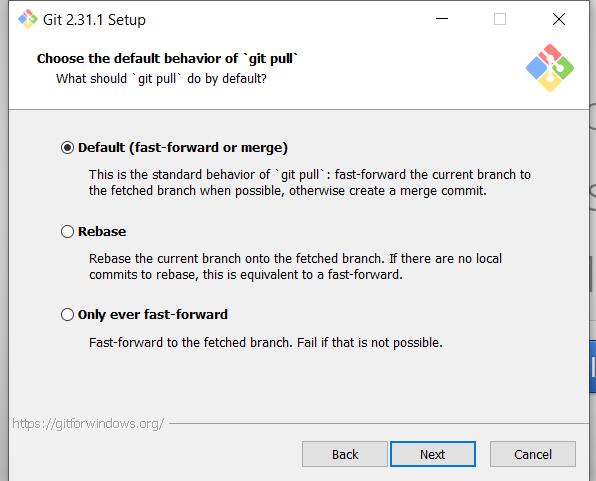 Git 2.31.1 Setup
Choose the default behavior of `git pull`
What should `git pull` do by default?
Default (fast-forward or merge)
This is the standard behavior of `git pull`: fast-forward the current branch to
the fetched branch when possible, otherwise create a merge commit.
Rebase
Rebase the current branch onto the fetched branch. If there are no local
commits to rebase, this is equivalent to a fast-forward.
Only ever fast-forward
Fast-forward to the fetched branch. Fail if that is not possible.
https://gitforwindows.org/
Back
Next
Cancel